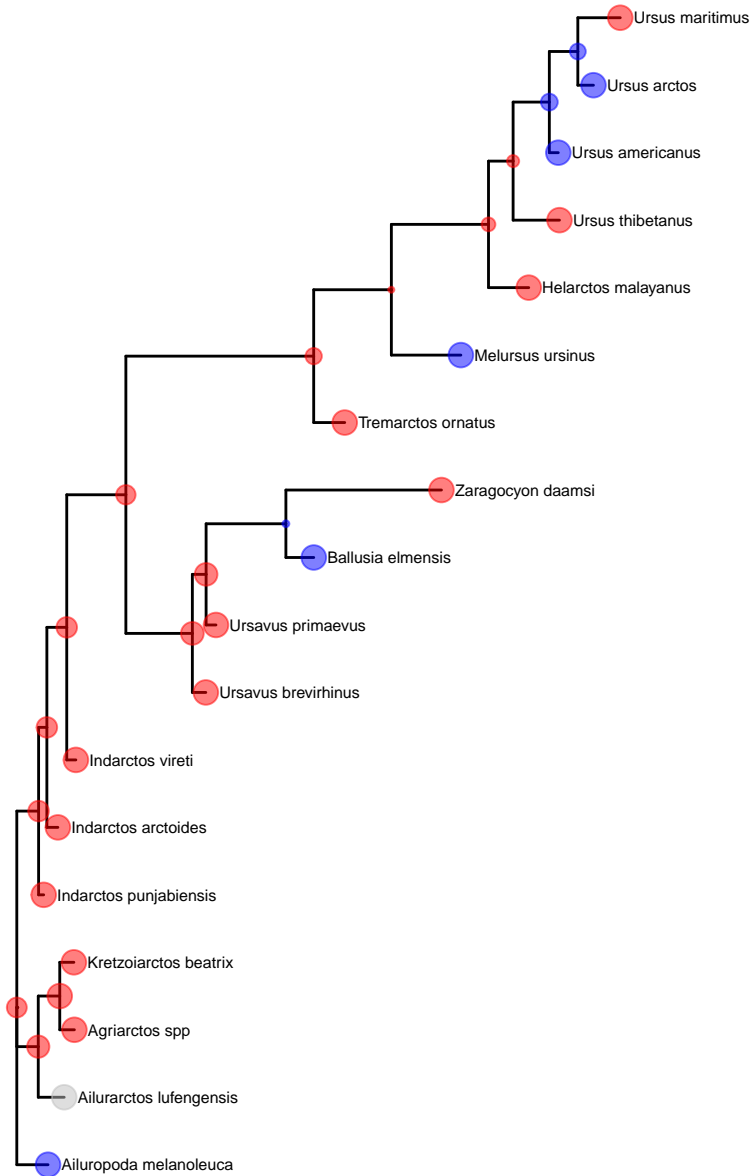 Ursus maritimus
Ursus arctos
Ursus americanus
Ursus thibetanus
Helarctos malayanus
Melursus ursinus
Tremarctos ornatus
Zaragocyon daamsi
Ballusia elmensis
Ursavus primaevus
Ursavus brevirhinus
Indarctos vireti
Indarctos arctoides
Indarctos punjabiensis
Kretzoiarctos beatrix
Agriarctos spp
Ailurarctos lufengensis
Ailuropoda melanoleuca